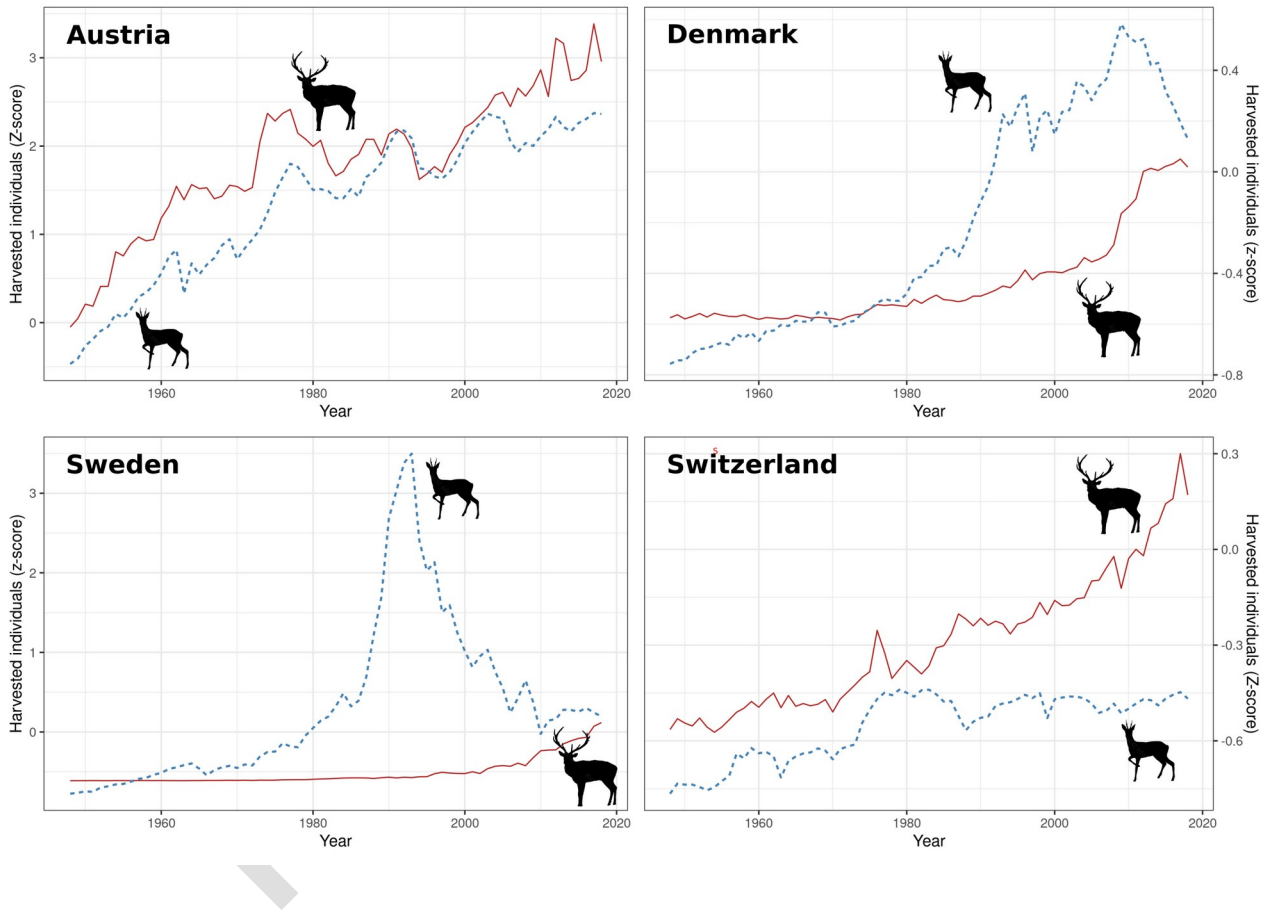 Austria
Harvested individuals (Z-score)
3
2
1
0
1960 1980 2000 2020
Year
Denmark
Harvested individuals (z-score)
0.4
0.0
-0.4
-0.8
1960 1980 2000 2020
Year
Sweden
Harvested individuals (z-score)
3
2
1
0
1960 1980 2000 2020
Year
s
Switzerland
Harvested individuals (Z-score)
0.3
0.0
-0.3
-0.6
1960 1980 2000 2020
Year